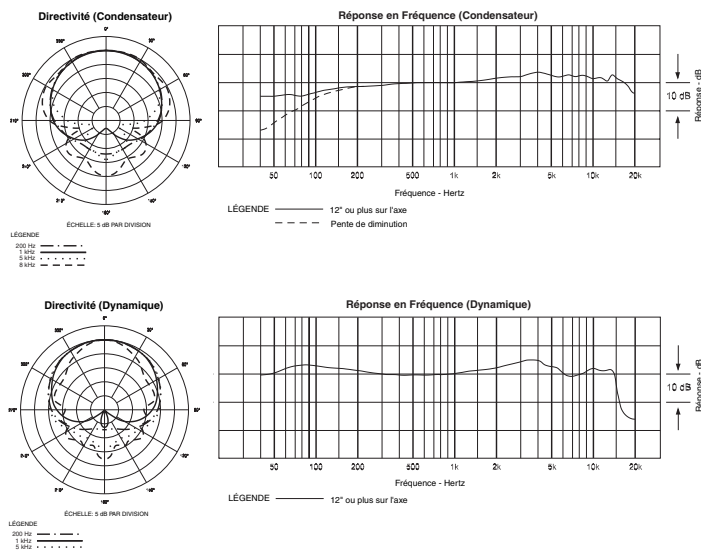 Directivité (Condensateur)
Réponse en Fréquence (Condensateur)
0°
10 dB
Réponse - dB
50 100 200 500 1k 2k 5k 10k 20k
Fréquence - Hertz
LÉGENDE 12" ou plus sur l'axe
Pente de diminution
ÉCHELLE: 5 dB PAR DIVISION
LÉGENDE
200 Hz
1 kHz
5 kHz
8 kHz
Directivité (Dynamique)
Réponse en Fréquence (Dynamique)
10 dB
Réponse - dB
50 100 200 500 1k 2k 5k 10k 20k
Fréquence - Hertz
LÉGENDE 12" ou plus sur l'axe
ÉCHELLE: 5 dB PAR DIVISION
LÉGENDE
200 Hz
1 kHz
5 kHz